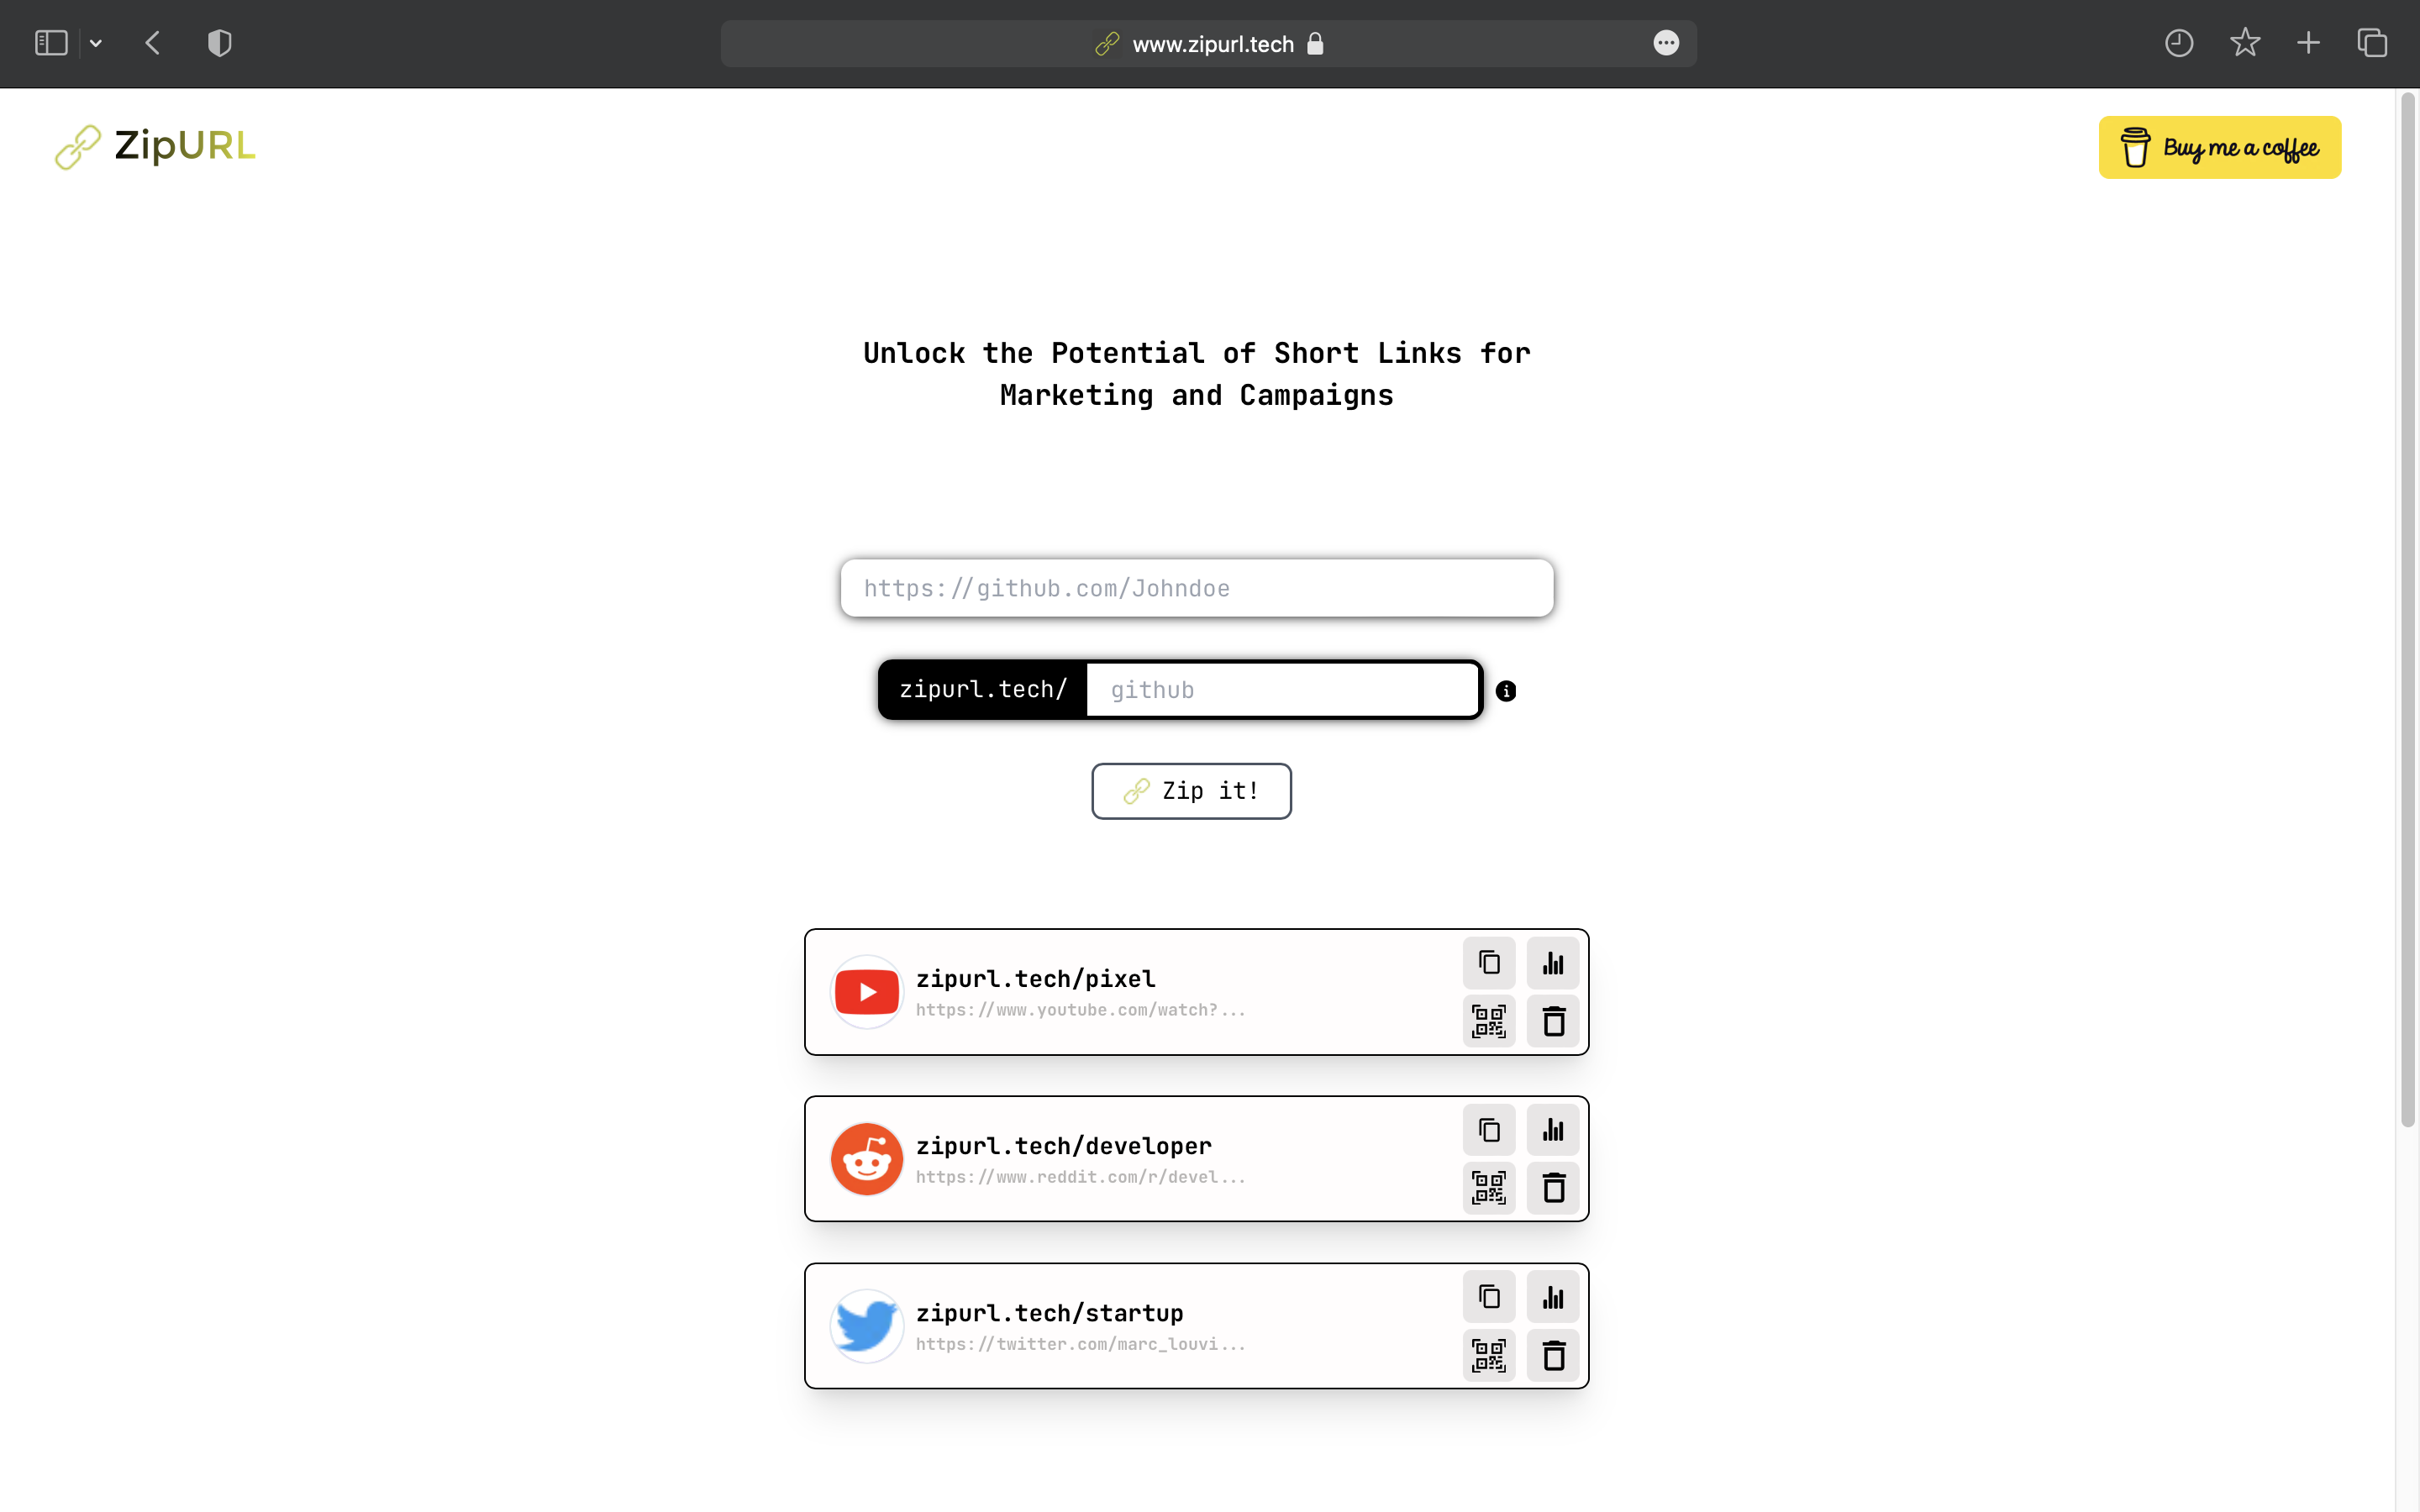 www.zipurl.tech
ZipURL
Buy me a coffee
Unlock the Potential of Short Links for
Marketing and Campaigns
https://github.com/Johndoe
zipurl.tech/ github
Zip it!
zipurl.tech/pixel
https://www.youtube.com/watch?...
zipurl.tech/developer
https://www.reddit.com/r/devel...
zipurl.tech/startup
https://twitter.com/marc_louvi...